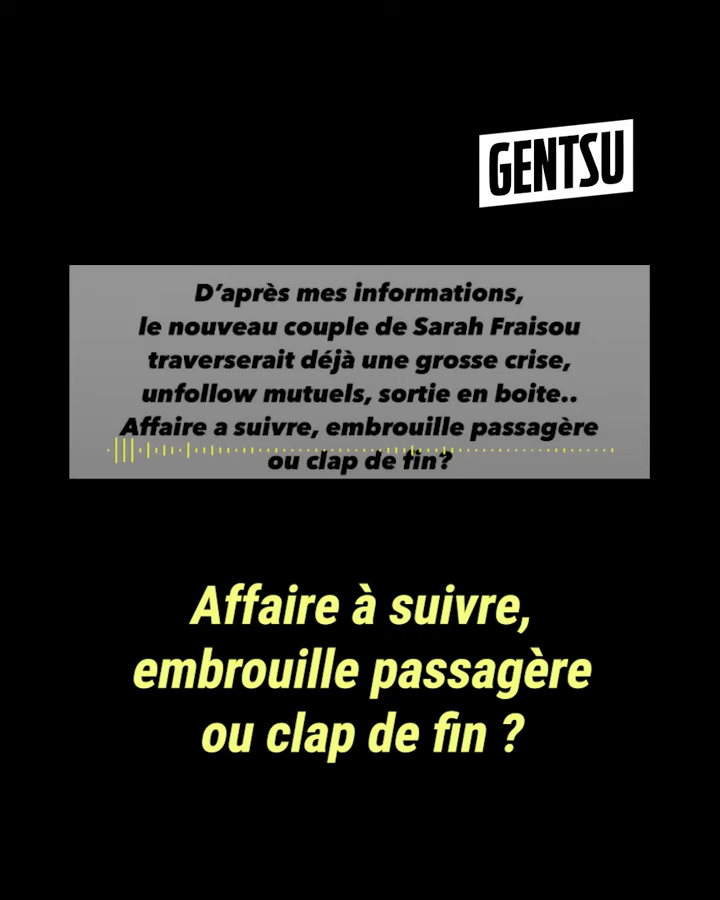 GENTSU
D’après mes informations,
le nouveau couple de Sarah Fraisou
traverserait déjà une grosse crise,
unfollow mutuels, sortie en boite..
Affaire a suivre, embrouille passagère
ou clap de fin?
Affaire à suivre,
embrouille passagère
ou clap de fin ?